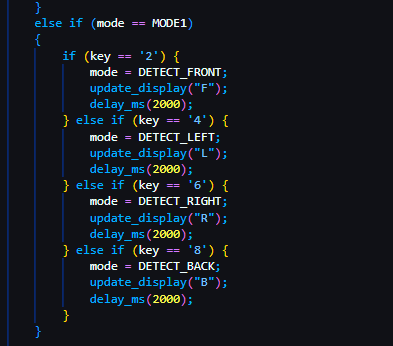 }
else if (mode == MODE1)
{
if (key == '2') {
mode = DETECT_FRONT;
update_display("F");
delay_ms(2000);
} else if (key == '4') {
mode = DETECT_LEFT;
update_display("L");
delay_ms(2000);
} else if (key == '6') {
mode = DETECT_RIGHT;
update_display("R");
delay_ms(2000);
} else if (key == '8') {
mode = DETECT_BACK;
update_display("B");
delay_ms(2000);
}
}